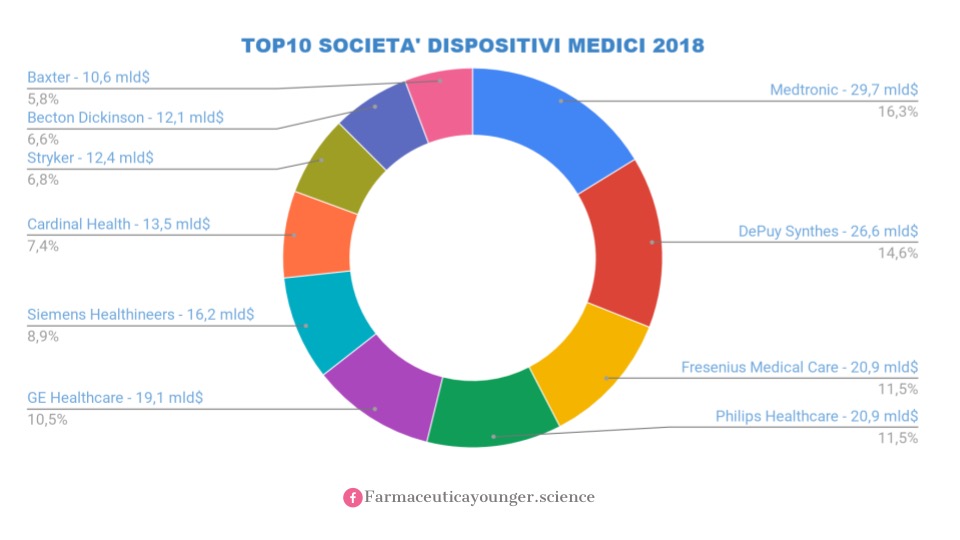 TOP10 SOCIETA' DISPOSITIVI MEDICI 2018
Baxter - 10,6 mld$
5,8%
Becton Dickinson - 12,1 mld$
6,6%
Stryker - 12,4 mld$
6,8%
Cardinal Health - 13,5 mld$
7,4%
Siemens Healthineers - 16,2 mld$
8,9%
GE Healthcare - 19,1 mld$
10,5%
Medtronic - 29,7 mld$
16,3%
DePuy Synthes - 26,6 mld$
14,6%
Fresenius Medical Care - 20,9 mld$
11,5%
Philips Healthcare - 20,9 mld$
11,5%
Farmaceuticayounger.science